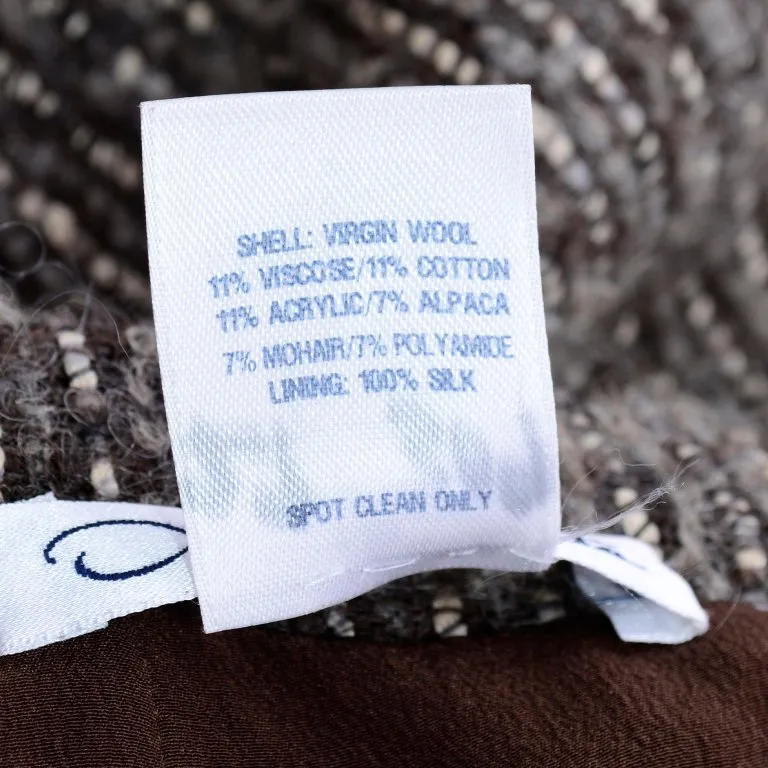 SHELL: VIRGIN WOOL
11% VISCOSE/11% COTTON
11% ACRYLIC/7% ALPACA
7% MOHAIR/7% POLYAMIDE
LINING: 100% SILK
SPOT CLEAN ONLY